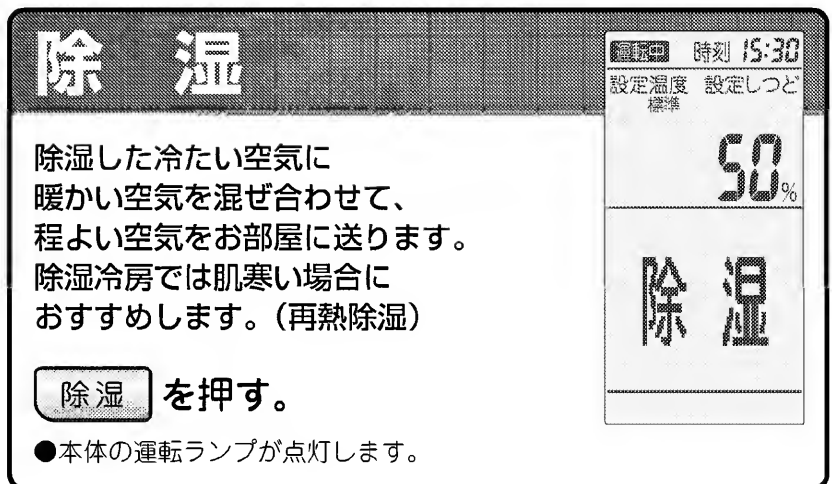 除湿
運転中 時刻 15:30
設定温度 設定しつど
標準
50%
除湿
除湿した冷たい空気に
暖かい空気を混ぜ合わせて、
程よい空気をお部屋に送ります。
除湿冷房では肌寒い場合に
おすすめします。（再熱除湿）
除湿 を押す。
●本体の運転ランプが点灯します。